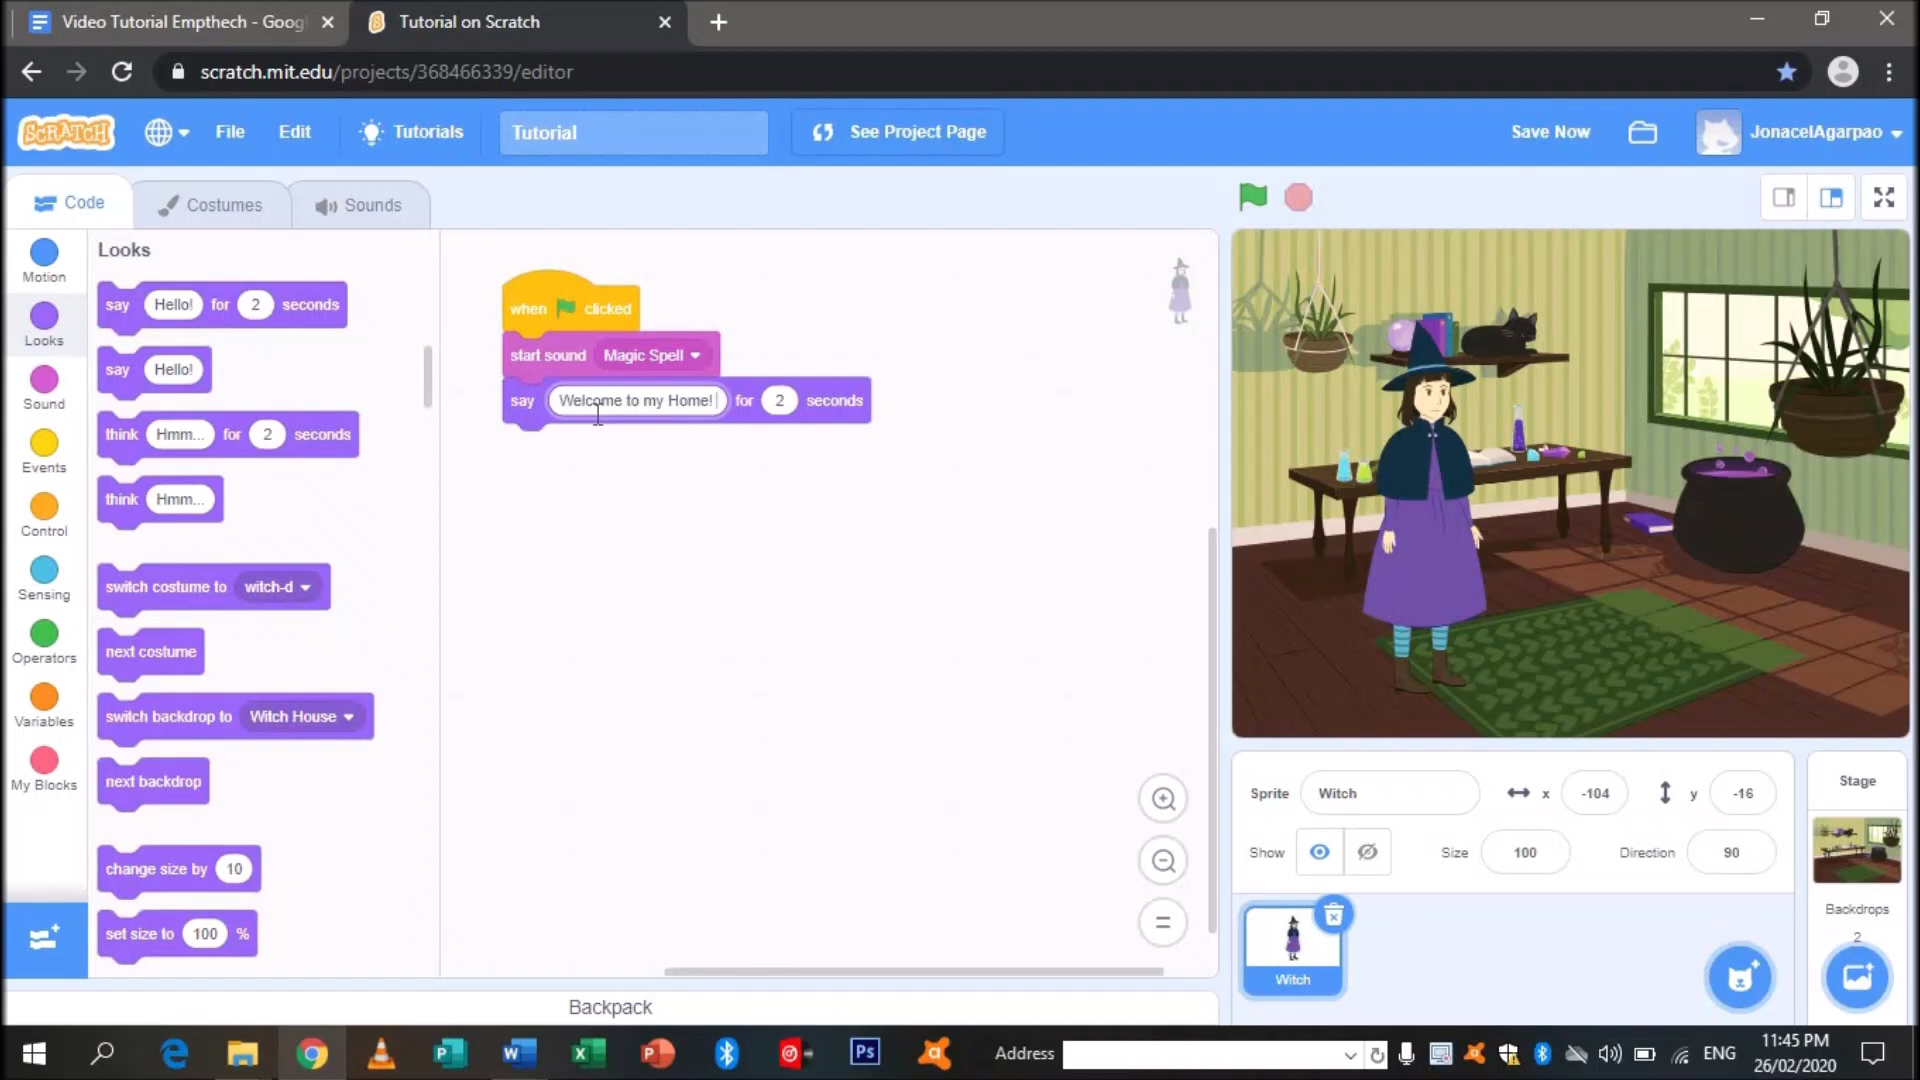 Video Tutorial Empthech - Goog
Tutorial on Scratch
scratch.mit.edu/projects/368466339/editor
SCRATCH
File
Edit
Tutorials
Tutorial
See Project Page
Save Now
JonacelAgarpao
Code
Costumes
Sounds
Motion
Looks
Sound
Events
Control
Sensing
Operators
Variables
My Blocks
Looks
say Hello! for 2 seconds
say Hello!
think Hmm... for 2 seconds
think Hmm...
switch costume to witch-d
next costume
switch backdrop to Witch House
next backdrop
change size by 10
set size to 100 %
when clicked
start sound Magic Spell
say Welcome to my Home! for 2 seconds
Backpack
Sprite Witch x -104 y -16
Show Size 100 Direction 90
Witch
Stage
Backdrops
2
Address
ENG
11:45 PM
26/02/2020